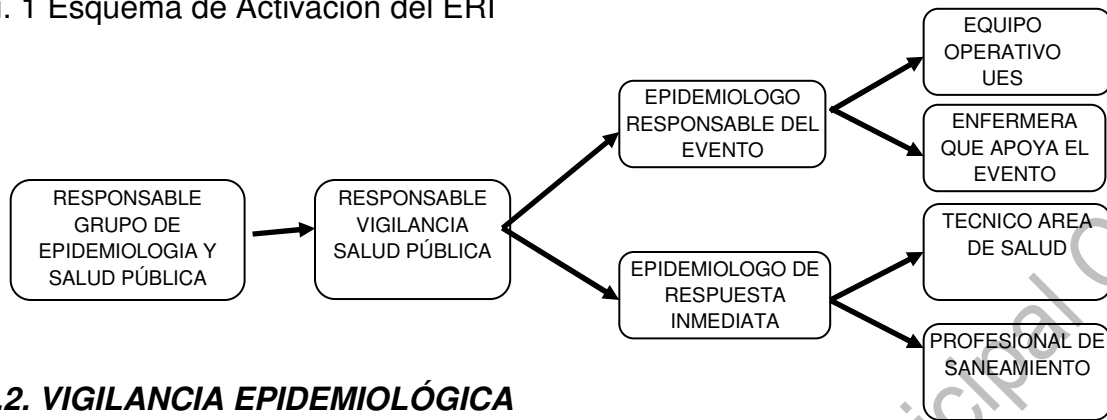 . 1 Esquema de Activación del ERI
EQUIPO
OPERATIVO
UES
EPIDEMIOLOGO
RESPONSABLE DEL
EVENTO
ENFERMERA
QUE APOYA EL
EVENTO
RESPONSABLE
GRUPO DE
EPIDEMIOLOGIA Y
SALUD PÚBLICA
RESPONSABLE
VIGILANCIA
SALUD PÚBLICA
TECNICO AREA
DE SALUD
EPIDEMIOLOGO DE
RESPUESTA
INMEDIATA
PROFESIONAL DE
SANEAMIENTO
.2. VIGILANCIA EPIDEMIOLÓGICA
cipal